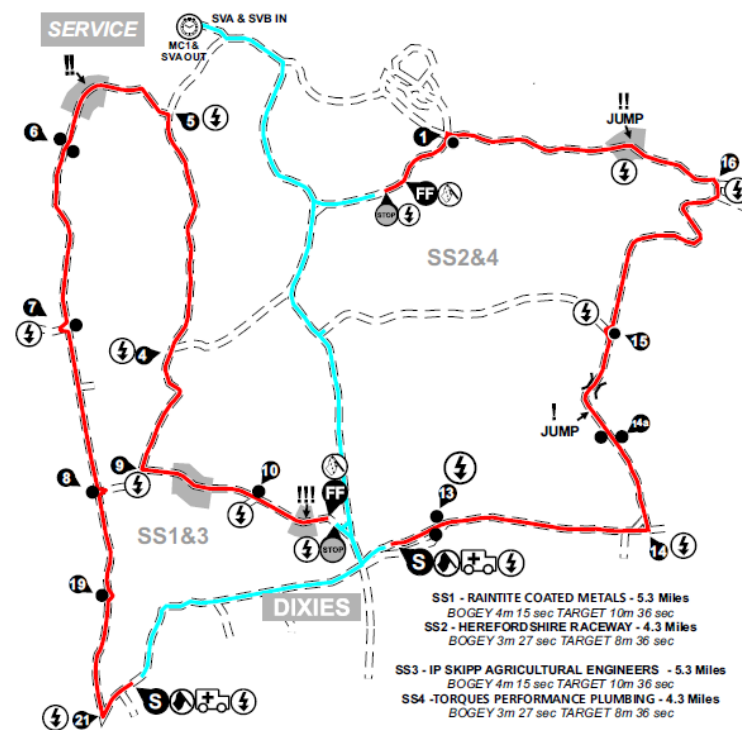 SERVICE
SVA & SVB IN
MC1&
SVA OUT
!!
5
6
1
FF
STOP
!!
JUMP
16
SS2&4
7
4
15
!
JUMP
14a
8
9
10
!!!
FF
STOP
13
SS1&3
S
14
19
DIXIES
S
21
SS1 - RAINTITE COATED METALS - 5.3 Miles
BOGEY 4m 15 sec TARGET 10m 36 sec
SS2 - HEREFORDSHIRE RACEWAY - 4.3 Miles
BOGEY 3m 27 sec TARGET 8m 36 sec
SS3 - IP SKIPP AGRICULTURAL ENGINEERS - 5.3 Miles
BOGEY 4m 15 sec TARGET 10m 36 sec
SS4 -TORQUES PERFORMANCE PLUMBING - 4.3 Miles
BOGEY 3m 27 sec TARGET 8m 36 sec